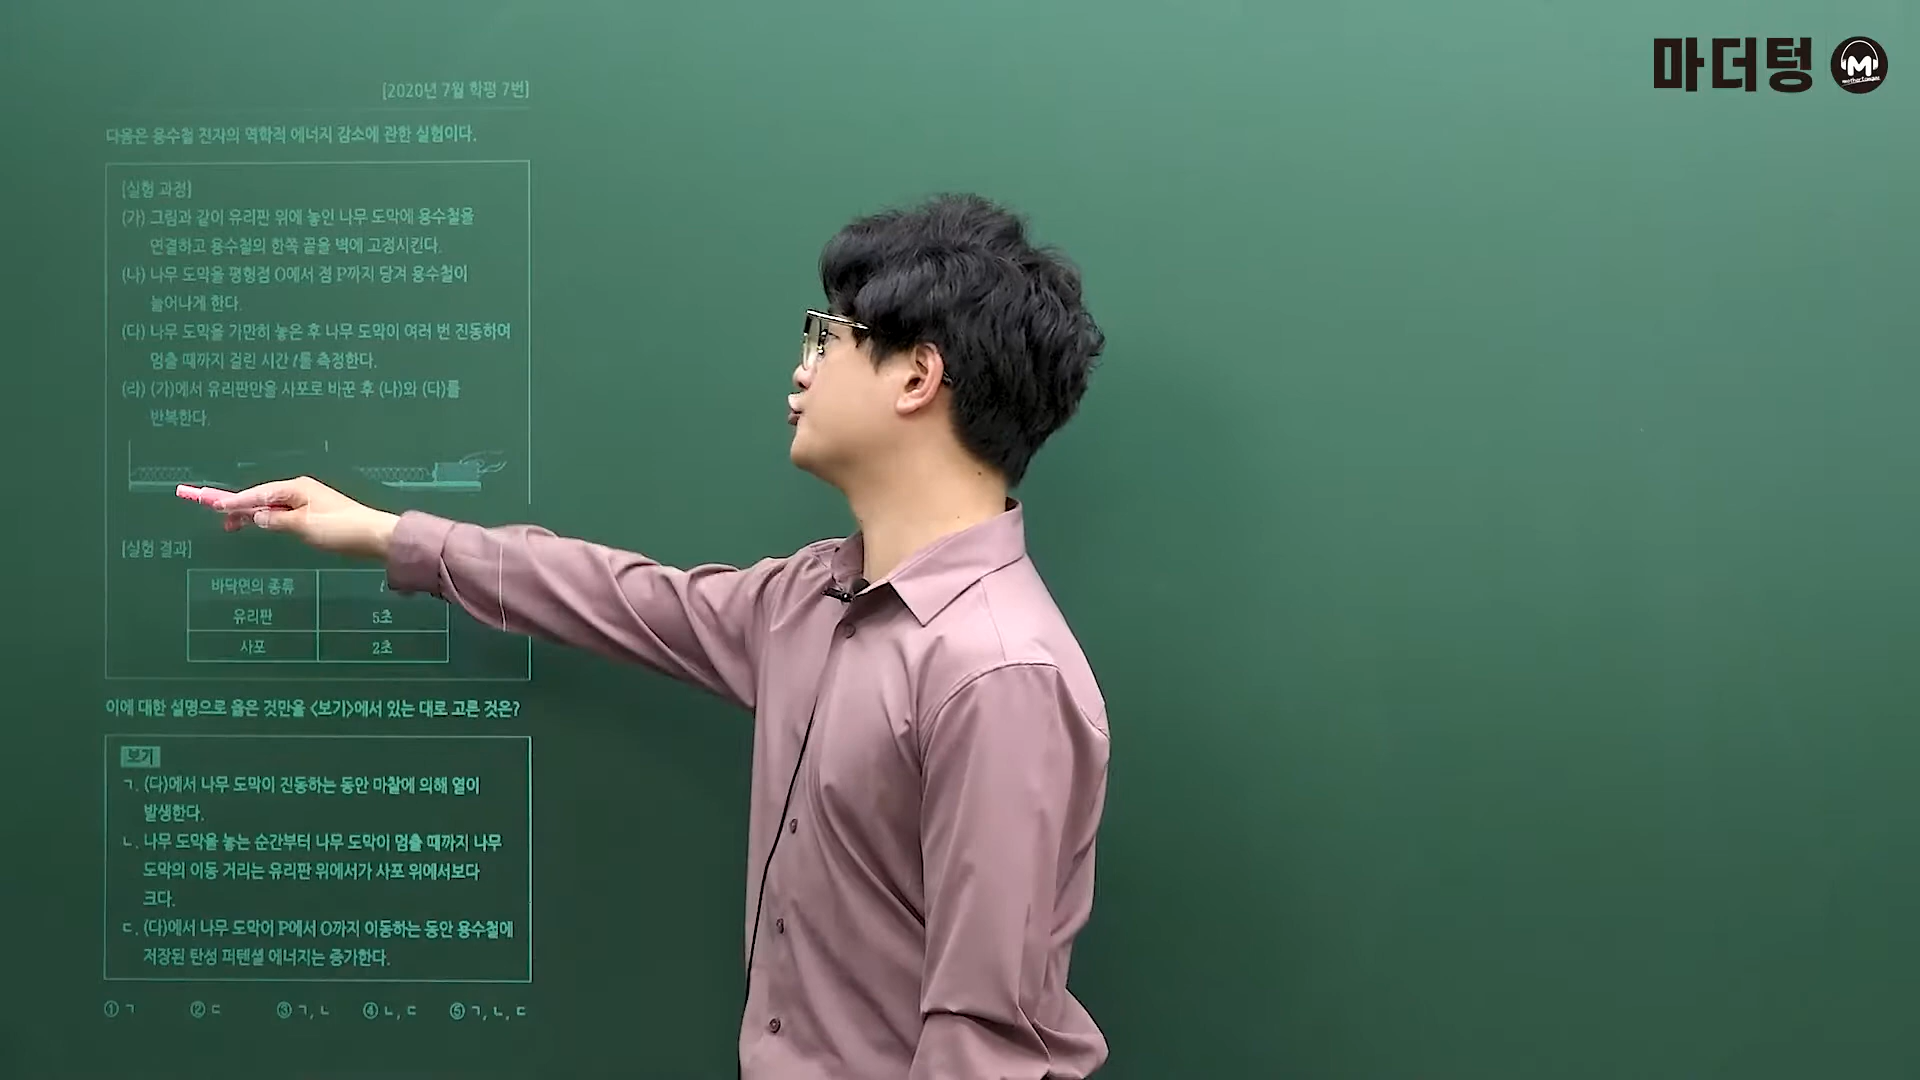 마더텅
M
[2020년 7월 학평 7번]
다음은 용수철 진자의 역학적 에너지 감소에 관한 실험이다.
[실험 과정]
(가) 그림과 같이 유리판 위에 놓인 나무 도막에 용수철을
연결하고 용수철의 한쪽 끝을 벽에 고정시킨다.
(나) 나무 도막을 평형점 O에서 점 P까지 당겨 용수철이
늘어나게 한다.
(다) 나무 도막을 가만히 놓은 후 나무 도막이 여러 번 진동하여
멈출 때까지 걸린 시간 t를 측정한다.
(라) (가)에서 유리판만을 사포로 바꾼 후 (나)와 (다)를
반복한다.
[실험 결과]
바닥면의 종류 t
유리판 5초
사포 2초
이에 대한 설명으로 옳은 것만을 <보기>에서 있는 대로 고른 것은?
보기
ㄱ. (다)에서 나무 도막이 진동하는 동안 마찰에 의해 열이
발생한다.
ㄴ. 나무 도막을 놓는 순간부터 나무 도막이 멈출 때까지 나무
도막의 이동 거리는 유리판 위에서가 사포 위에서보다
크다.
ㄷ. (다)에서 나무 도막이 P에서 O까지 이동하는 동안 용수철에
저장된 탄성 퍼텐셜 에너지는 증가한다.
① ㄱ ② ㄷ ③ ㄱ, ㄴ ④ ㄴ, ㄷ ⑤ ㄱ, ㄴ, ㄷ